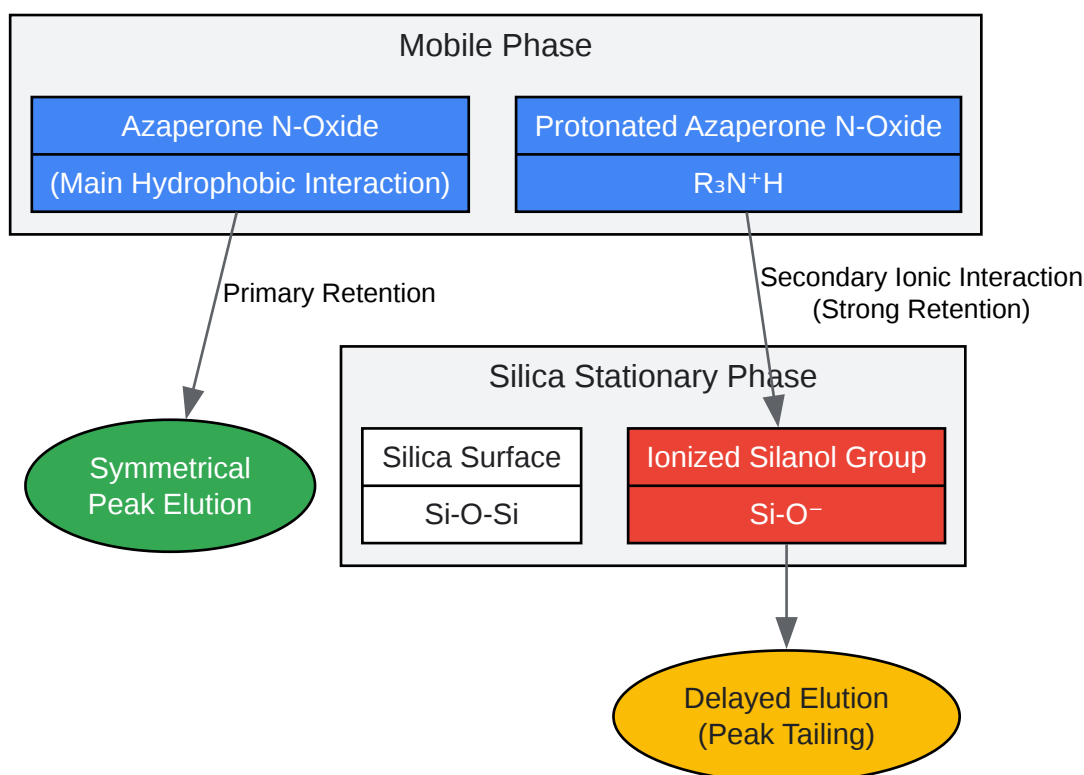 Mobile Phase
Azaperone N-Oxide
(Main Hydrophobic Interaction)
Protonated Azaperone N-Oxide
R₃N⁺H
Primary Retention
Secondary Ionic Interaction
(Strong Retention)
Silica Stationary Phase
Silica Surface
Si-O-Si
Ionized Silanol Group
Si-O⁻
Symmetrical
Peak Elution
Delayed Elution
(Peak Tailing)